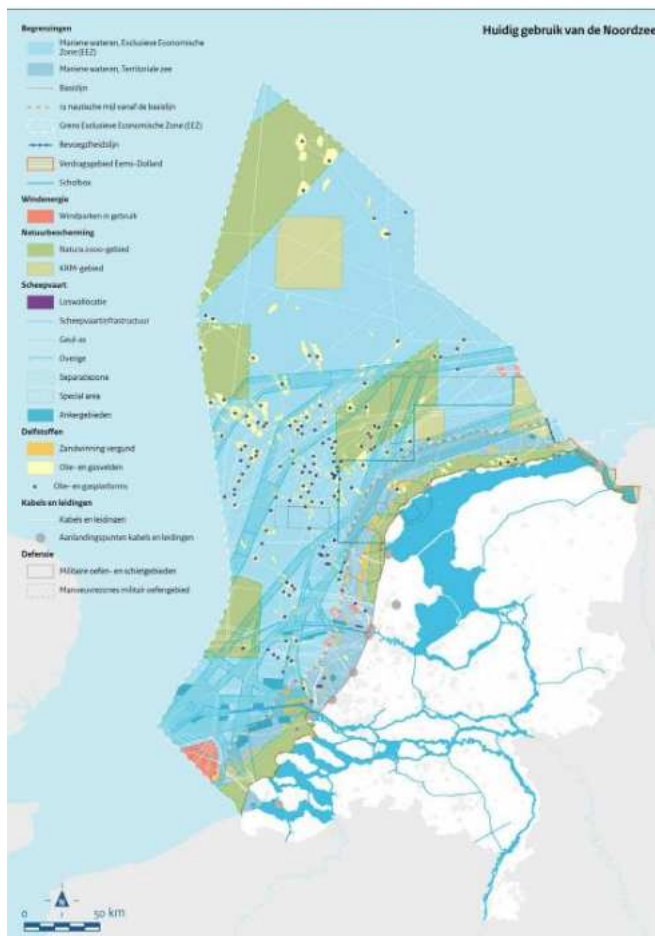 Huidig gebruik van de Noordzee
Begrenzingen
Mariene wateren, Exclusieve Economische
Zone (EEZ)
Mariene wateren, Territoriale zee
Basislijn
12 nautische mijl vanaf de basislijn
Grens Exclusieve Economische Zone (EEZ)
Bevoegdheidslijn
Verdragsgebied Eems-Dollard
Scholbox
Windenergie
Windparken in gebruik
Natuurbescherming
Natura 2000-gebied
KRM-gebied
Scheepvaart
Loswallocatie
Scheepvaartinfrastructuur
Geul-as
Overige
Separatiezone
Special area
Ankergebieden
Delfstoffen
Zandwinning vergund
Olie- en gasvelden
Olie- en gasplatforms
Kabels en leidingen
Kabels en leidingen
Aanlandingspunten kabels en leidingen
Defensie
Militaire oefen- en schietgebieden
Manoeuvrezones militair oefengebied
N
0 50 km